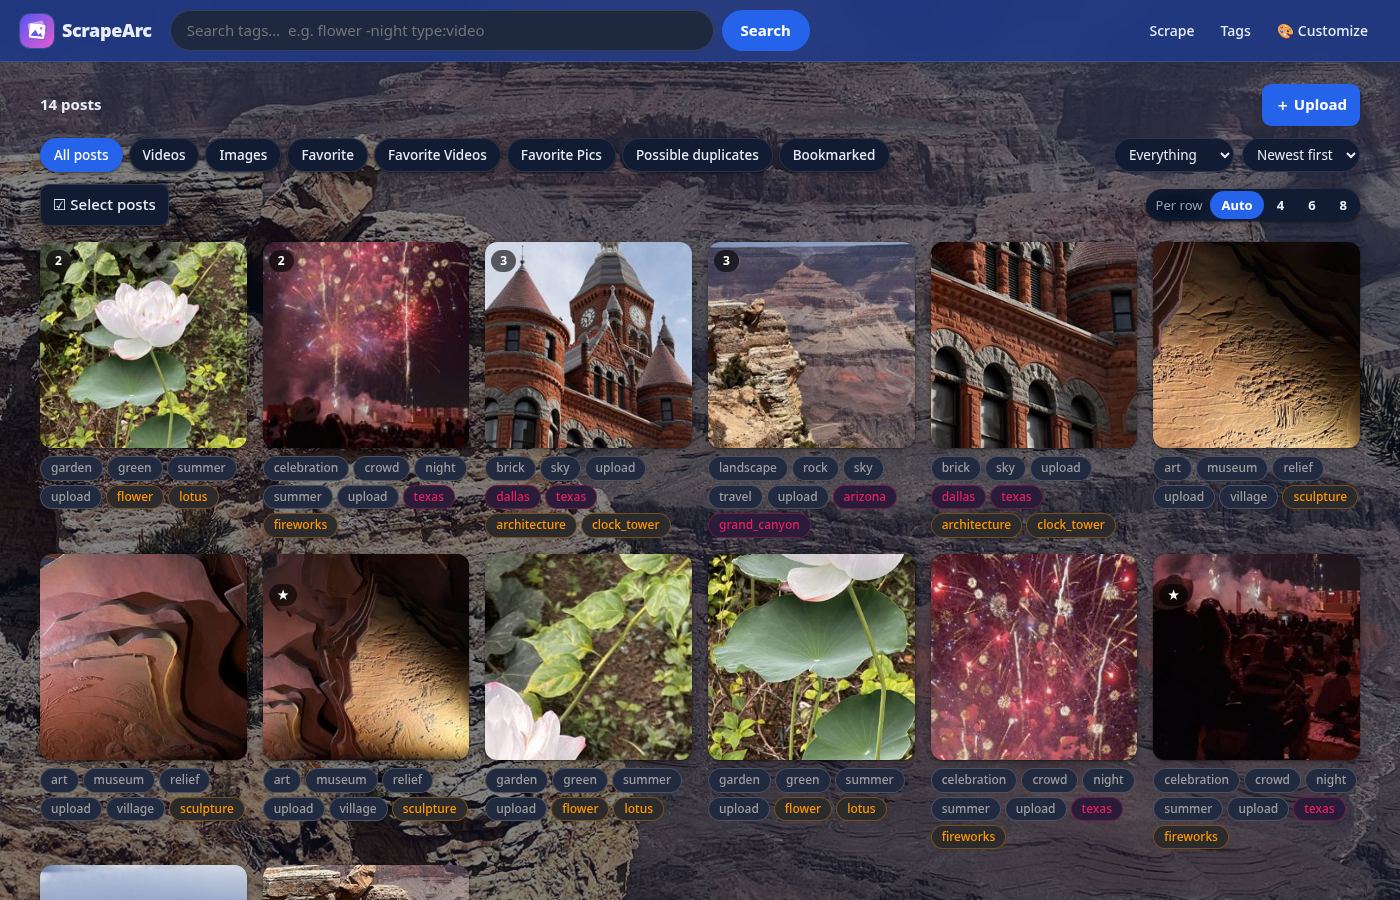 ScrapeArc
Search tags... e.g. flower -night type:video
Search
Scrape
Tags
🎨 Customize
14 posts
+ Upload
All posts
Videos
Images
Favorite
Favorite Videos
Favorite Pics
Possible duplicates
Bookmarked
Everything
Newest first
☑ Select posts
Per row Auto 4 6 8
2
2
3
3
garden green summer
upload flower lotus
celebration crowd night
summer upload texas
fireworks
brick sky upload
dallas texas
architecture clock_tower
landscape rock sky
travel upload arizona
grand_canyon
brick sky upload
dallas texas
architecture clock_tower
art museum relief
upload village sculpture
★
★
art museum relief
upload village sculpture
art museum relief
upload village sculpture
garden green summer
upload flower lotus
garden green summer
upload flower lotus
celebration crowd night
summer upload texas
fireworks
celebration crowd night
summer upload texas
fireworks